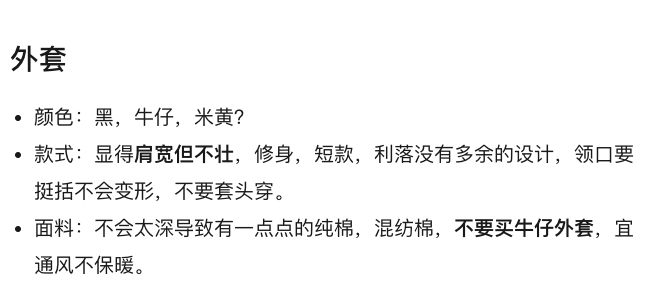 外套
• 颜色：黑，牛仔，米黄？
• 款式：显得肩宽但不壮，修身，短款，利落没有多余的设计，领口要
挺括不会变形，不要套头穿。
• 面料：不会太深导致有一点点的纯棉，混纺棉，不要买牛仔外套，宜
通风不保暖。